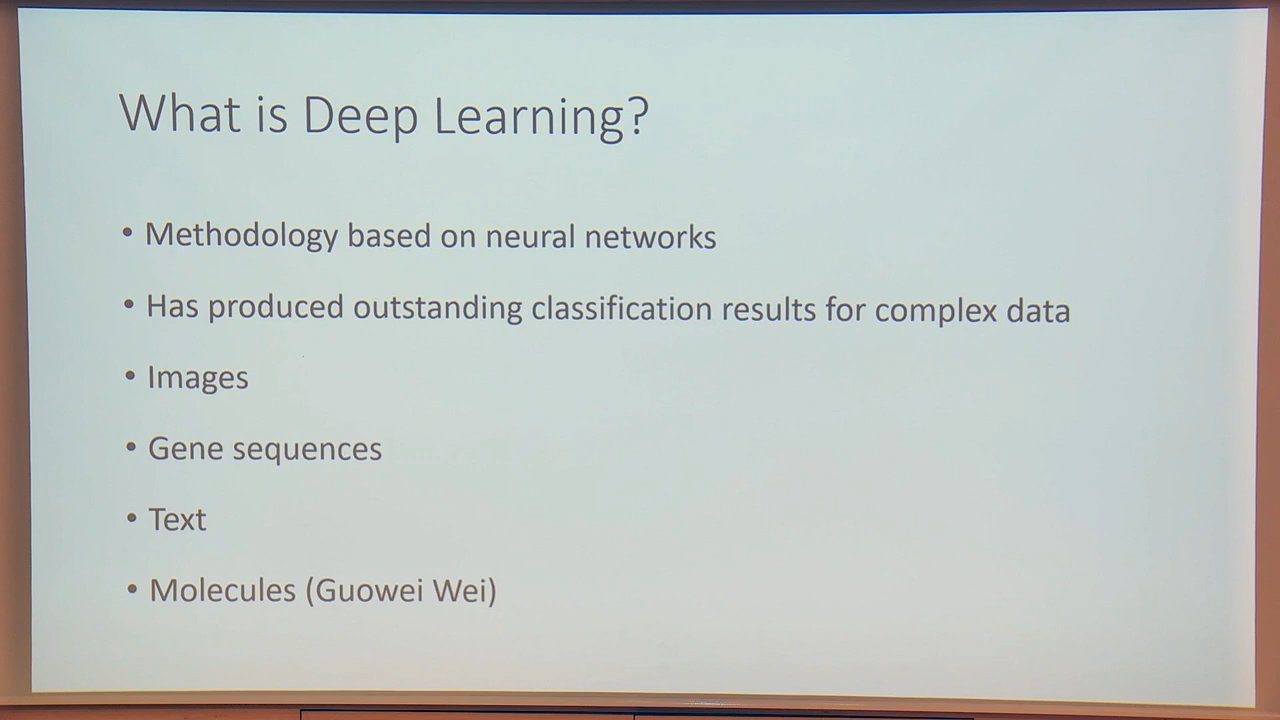 What is Deep Learning?
• Methodology based on neural networks
• Has produced outstanding classification results for complex data
• Images
• Gene sequences
• Text
• Molecules (Guowei Wei)